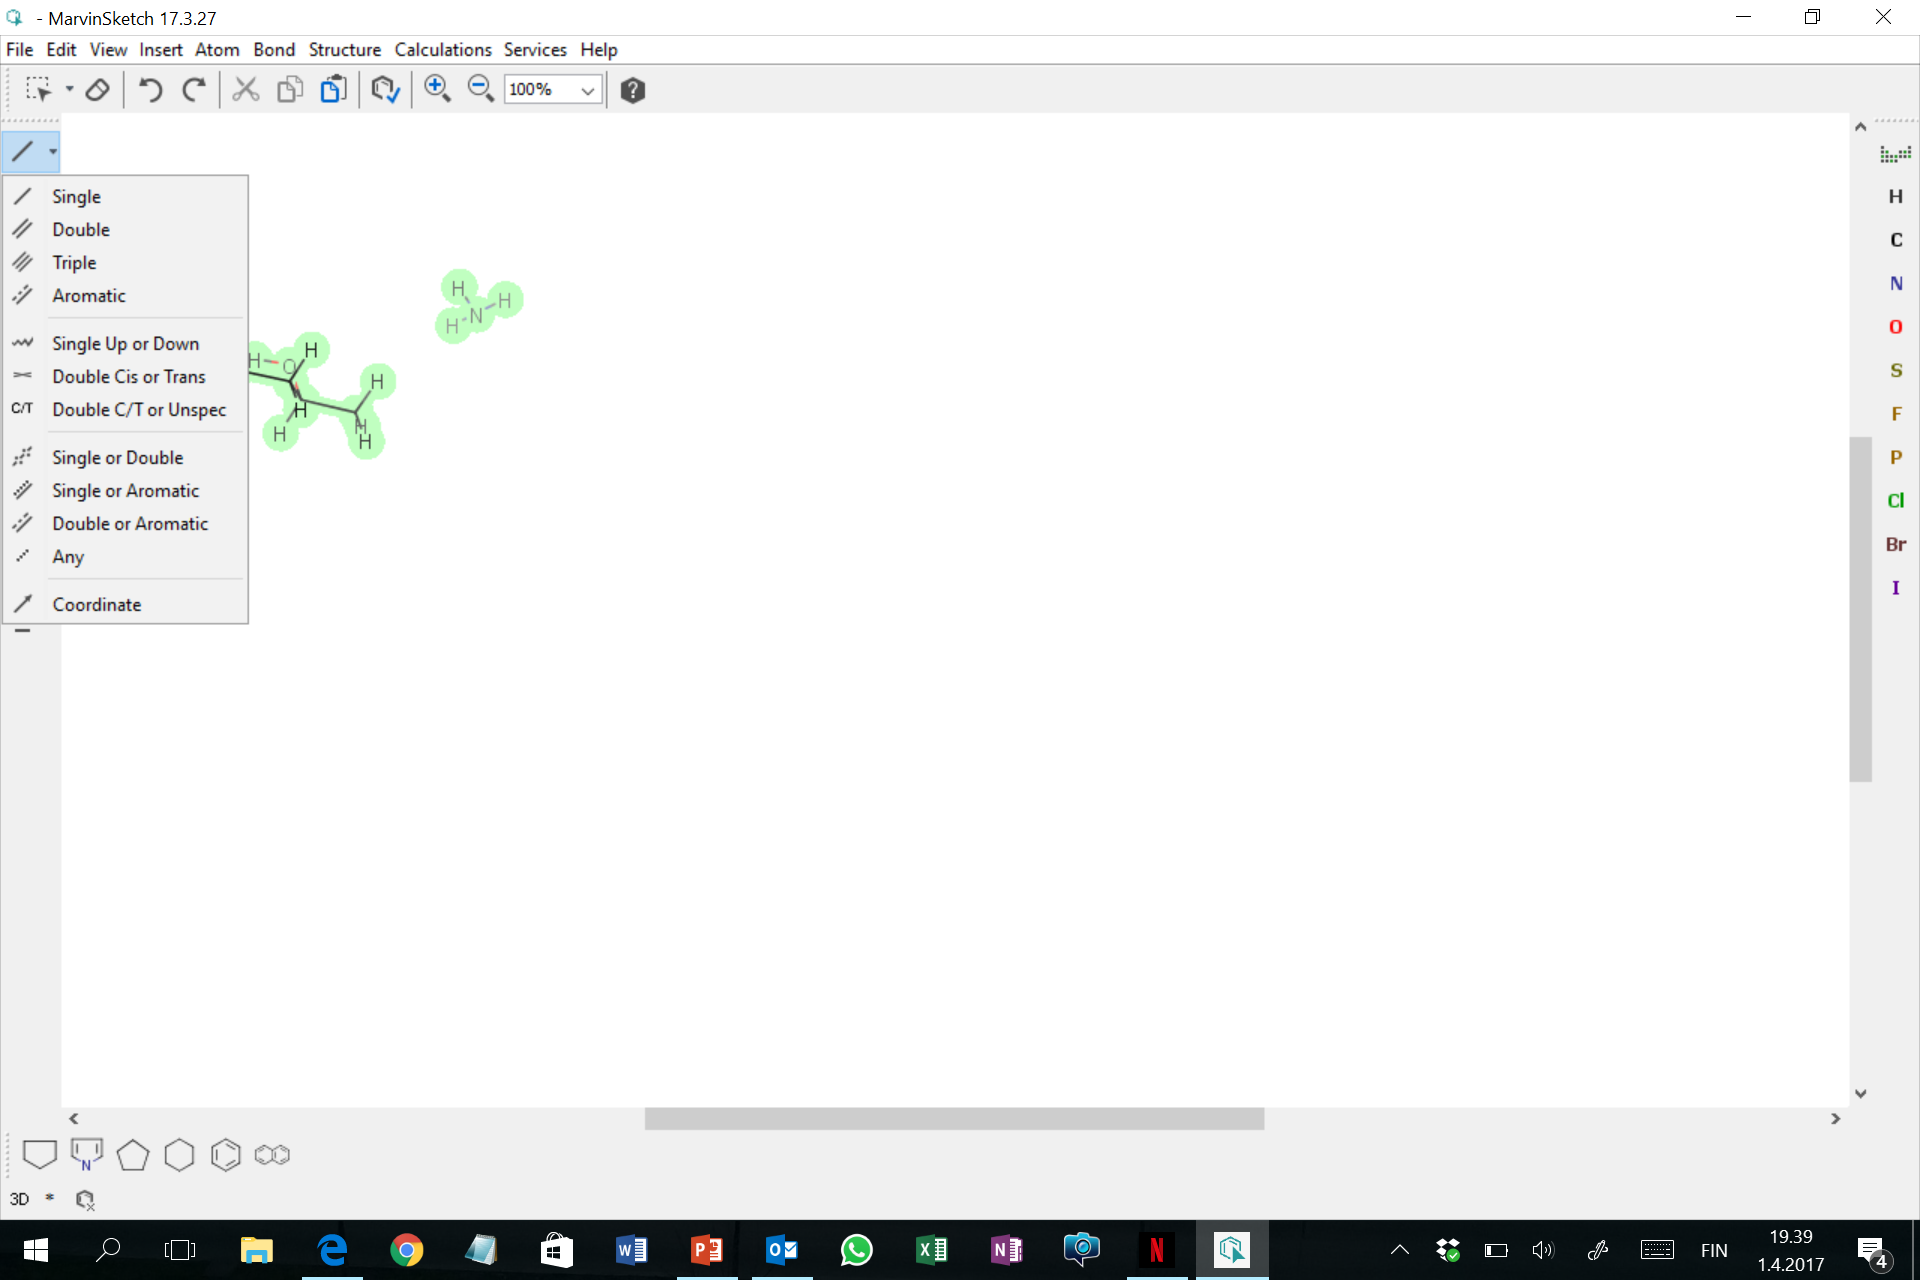 - MarvinSketch 17.3.27
File Edit View Insert Atom Bond Structure Calculations Services Help
100%
Single
Double
Triple
Aromatic
Single Up or Down
Double Cis or Trans
C/T Double C/T or Unspec
Single or Double
Single or Aromatic
Double or Aromatic
Any
Coordinate
H
H
N
H
H
O
H
H
H
H
H
H
H
C
N
O
S
F
P
Cl
Br
I
N
3D *
FIN
19.39
1.4.2017
4